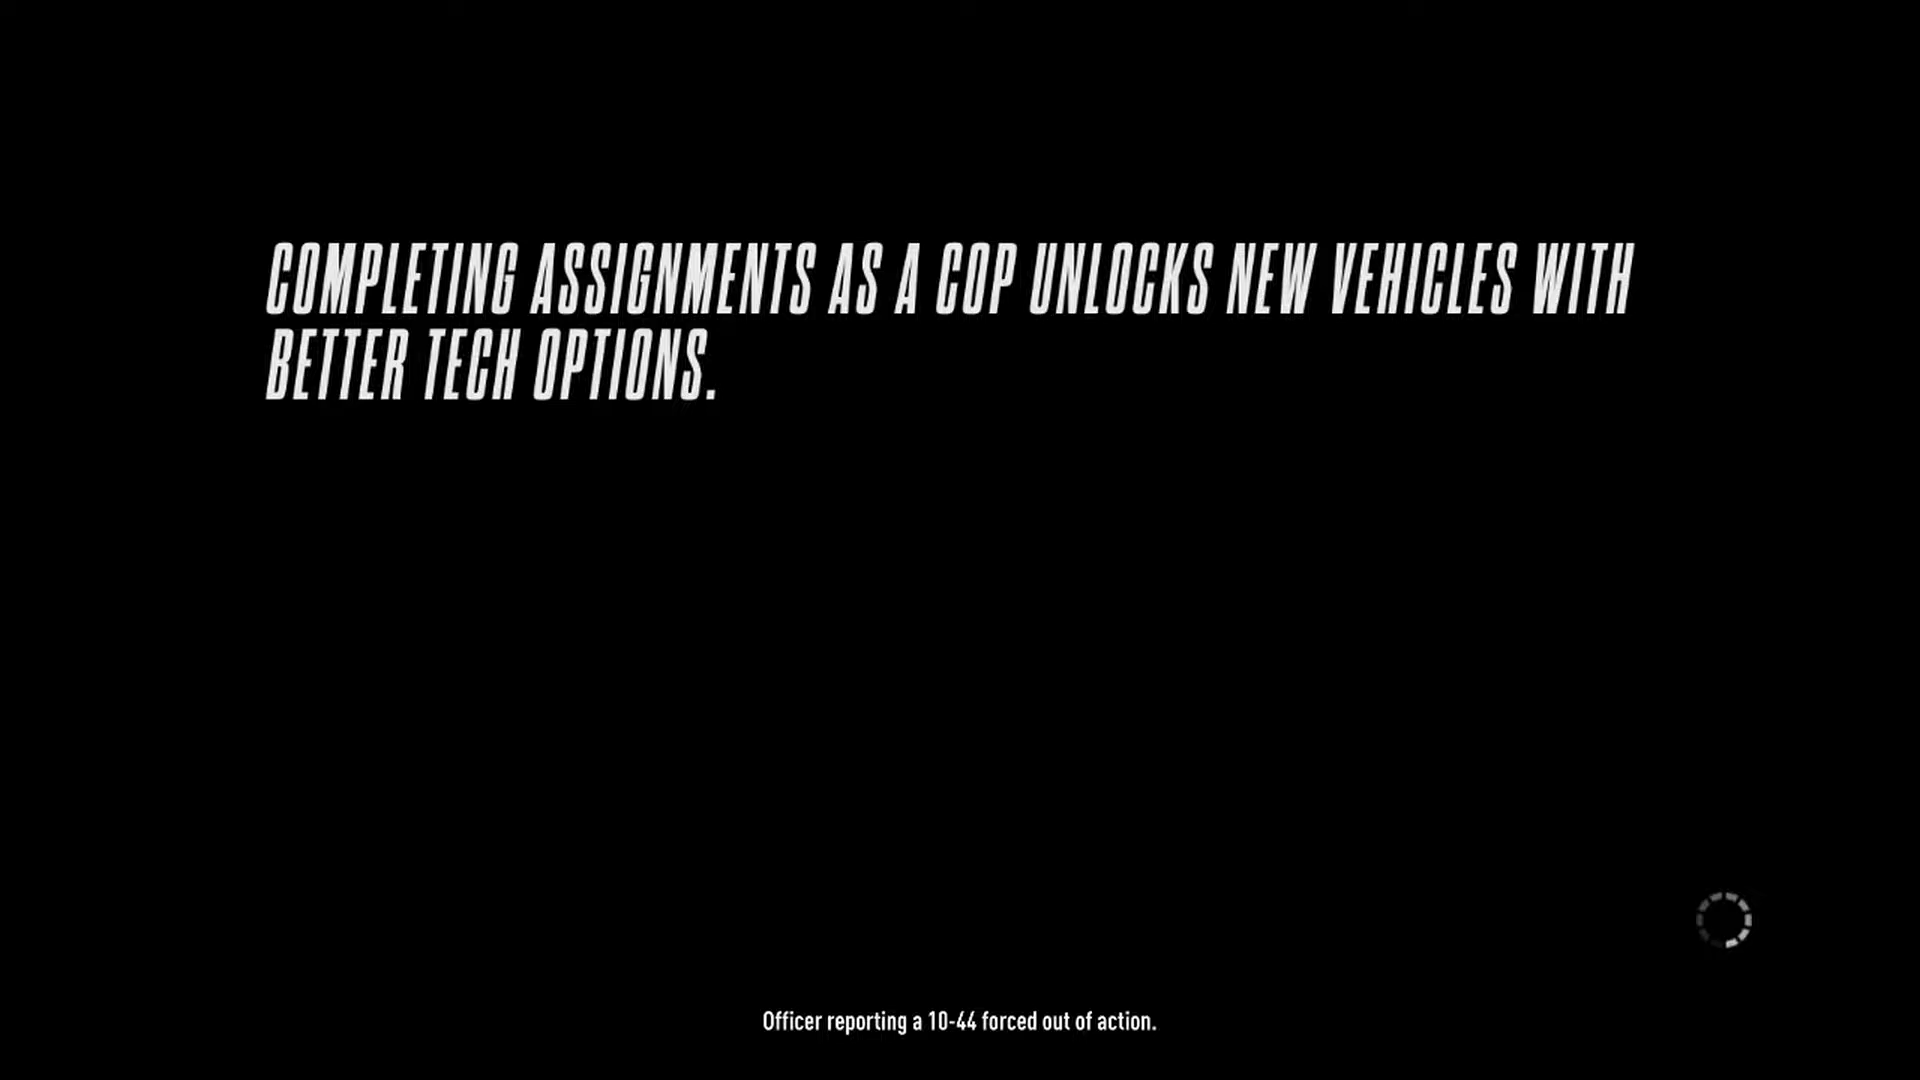 COMPLETING ASSIGNMENTS AS A COP UNLOCKS NEW VEHICLES WITH
BETTER TECH OPTIONS.
Officer reporting a 10-44 forced out of action.